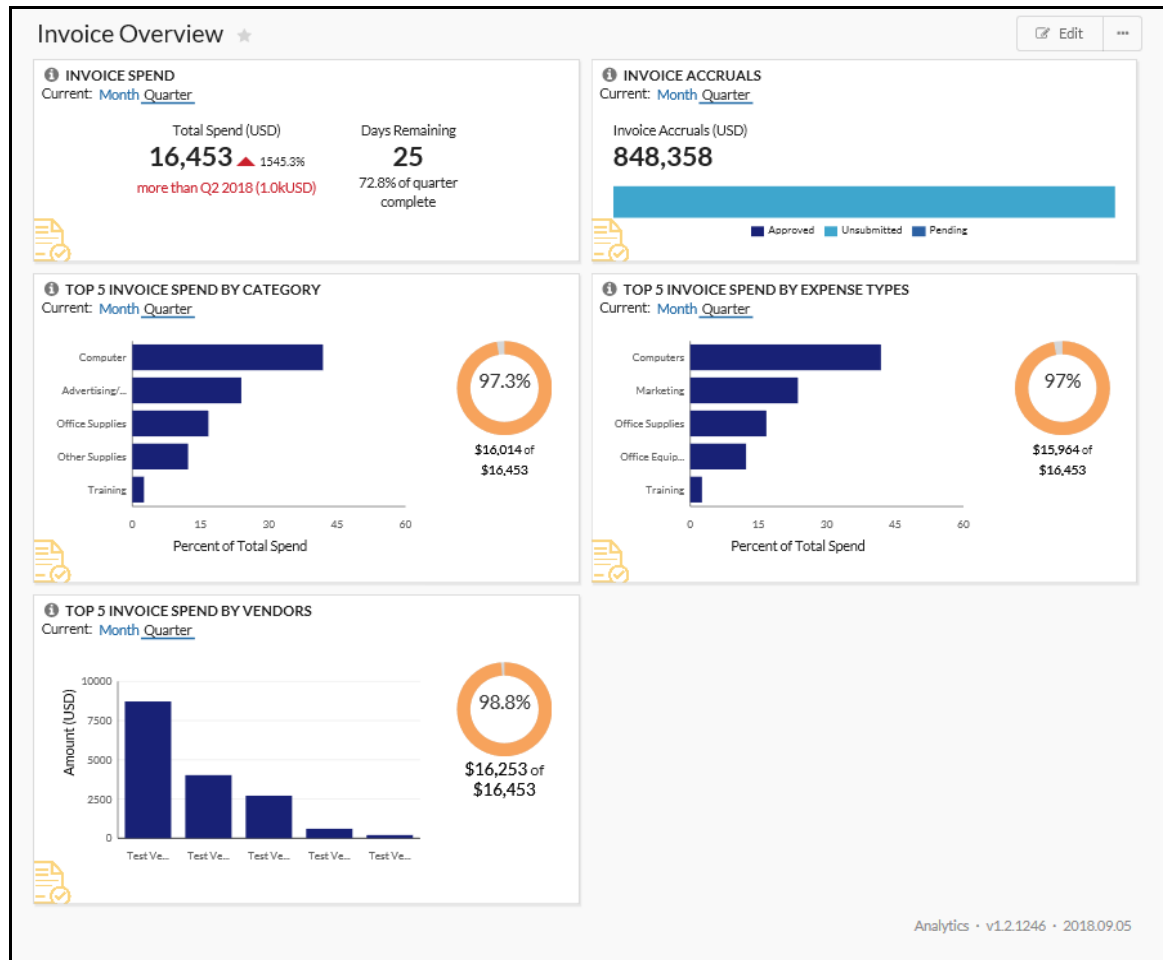 Invoice Overview
Edit
INVOICE SPEND
Current: Month Quarter
Total Spend (USD)
16,453 1545.3%
more than Q2 2018 (1.0kUSD)
Days Remaining
25
72.8% of quarter
complete
INVOICE ACCRUALS
Current: Month Quarter
Invoice Accruals (USD)
848,358
Approved Unsubmitted Pending
TOP 5 INVOICE SPEND BY CATEGORY
Current: Month Quarter
Computer
Advertising/...
Office Supplies
Other Supplies
Training
0 15 30 45 60
Percent of Total Spend
97.3%
$16,014 of
$16,453
TOP 5 INVOICE SPEND BY EXPENSE TYPES
Current: Month Quarter
Computers
Marketing
Office Supplies
Office Equip...
Training
0 15 30 45 60
Percent of Total Spend
97%
$15,964 of
$16,453
TOP 5 INVOICE SPEND BY VENDORS
Current: Month Quarter
Amount (USD)
10000
7500
5000
2500
0
Test Ve... Test Ve... Test Ve... Test Ve... Test Ve...
98.8%
$16,253 of
$16,453
Analytics · v1.2.1246 · 2018.09.05